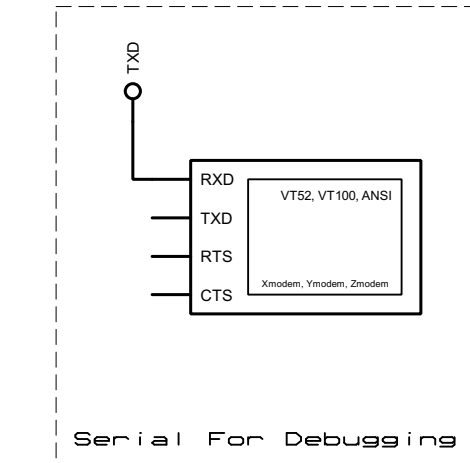 TXD
RXD
VT52, VT100, ANSI
TXD
RTS
Xmodem, Ymodem, Zmodem
CTS
Serial For Debugging